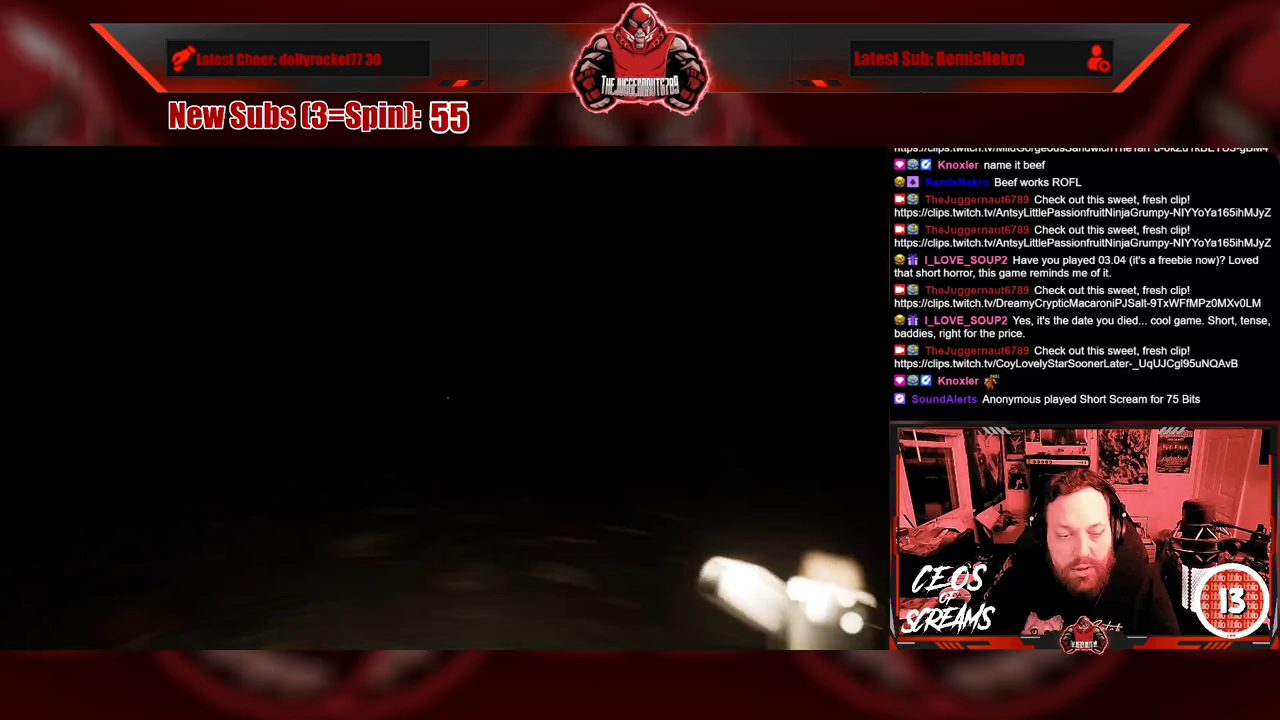 Latest Cheer: dollyrocket77 30
THEJUGGERNAUT6789
Latest Sub: RemisNekro
New Subs (3=Spin): 55
Knoxler name it beef
RemisNekro Beef works ROFL
TheJuggernaut6789 Check out this sweet, fresh clip!
https://clips.twitch.tv/AntsyLittlePassionfruitNinjaGrumpy-NIYYoYa165ihMJyZ
TheJuggernaut6789 Check out this sweet, fresh clip!
https://clips.twitch.tv/AntsyLittlePassionfruitNinjaGrumpy-NIYYoYa165ihMJyZ
I_LOVE_SOUP2 Have you played 03.04 (it's a freebie now)? Loved
that short horror, this game reminds me of it.
TheJuggernaut6789 Check out this sweet, fresh clip!
https://clips.twitch.tv/DreamyCrypticMacaroniPJSalt-9TxWFfMPz0MXv0LM
I_LOVE_SOUP2 Yes, it's the date you died... cool game. Short, tense,
baddies, right for the price.
TheJuggernaut6789 Check out this sweet, fresh clip!
https://clips.twitch.tv/CoyLovelyStarSoonerLater-_UqUJCgl95uNQAvB
Knoxler
SoundAlerts Anonymous played Short Scream for 75 Bits
CEOS
OF
SCREAMS
13